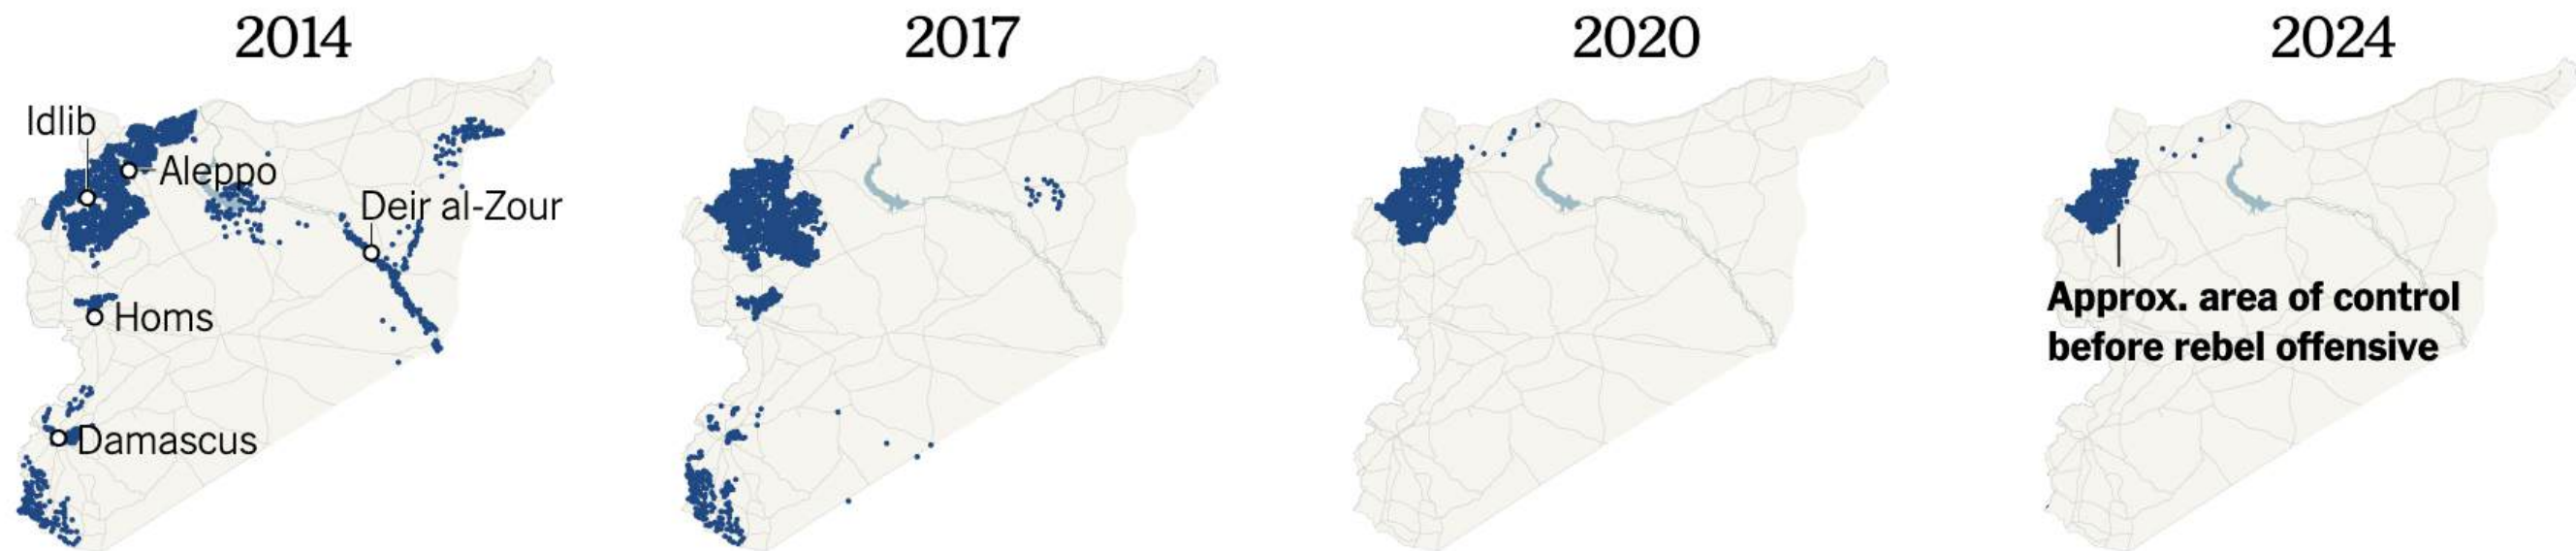 2014
2017
2020
2024
Idlib
Aleppo
Deir al-Zour
Homs
Damascus
Approx. area of control
before rebel offensive